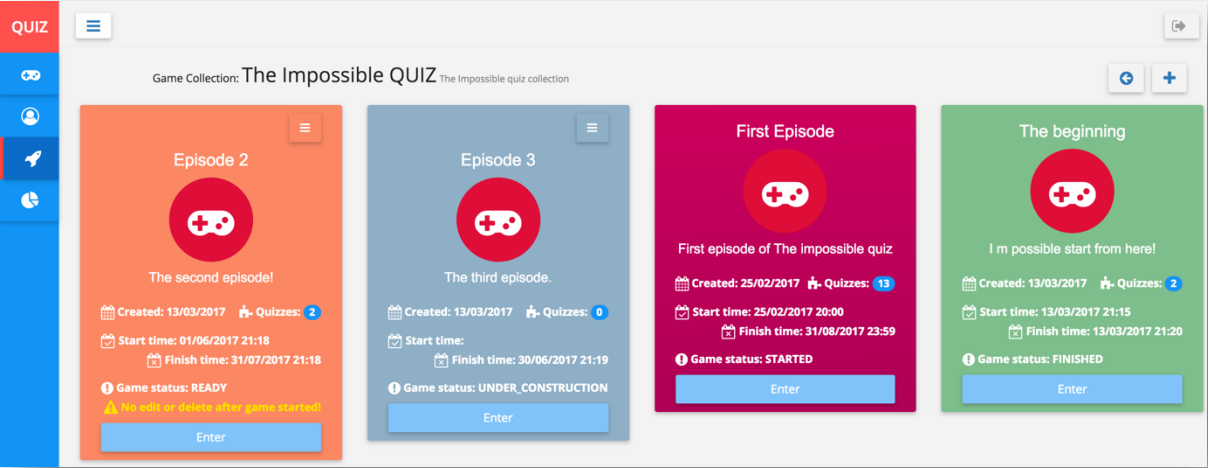 QUIZ
Game Collection: The Impossible QUIZ The Impossible quiz collection
Episode 2
The second episode!
Created: 13/03/2017 Quizzes: 2
Start time: 01/06/2017 21:18
Finish time: 31/07/2017 21:18
Game status: READY
No edit or delete after game started!
Enter
Episode 3
The third episode.
Created: 13/03/2017 Quizzes: 0
Start time:
Finish time: 30/06/2017 21:19
Game status: UNDER_CONSTRUCTION
Enter
First Episode
First episode of The impossible quiz
Created: 25/02/2017 Quizzes: 13
Start time: 25/02/2017 20:00
Finish time: 31/08/2017 23:59
Game status: STARTED
Enter
The beginning
I m possible start from here!
Created: 13/03/2017 Quizzes: 2
Start time: 13/03/2017 21:15
Finish time: 13/03/2017 21:20
Game status: FINISHED
Enter